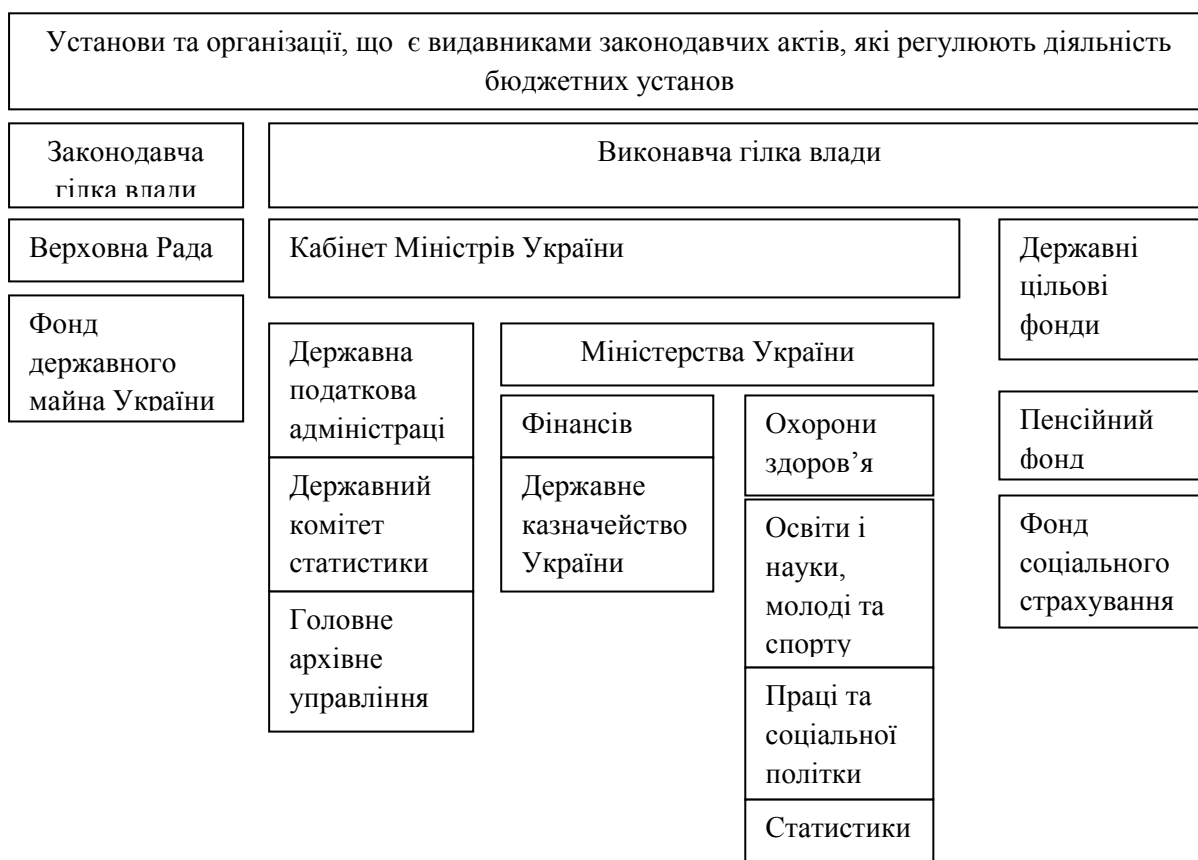 Установи та організації, що є видавниками законодавчих актів, які регулюють діяльність
бюджетних установ
Законодавча
гілка влади
Виконавча гілка влади
Верховна Рада
Кабінет Міністрів України
Державні
цільові
фонди
Фонд
державного
майна України
Державна
податкова
адміністраці
Міністерства України
Фінансів
Охорони
здоров’я
Пенсійний
фонд
Державний
комітет
статистики
Державне
казначейство
України
Освіти і
науки,
молоді та
спорту
Фонд
соціального
страхування
Головне
архівне
управління
Праці та
соціальної
політки
Статистики